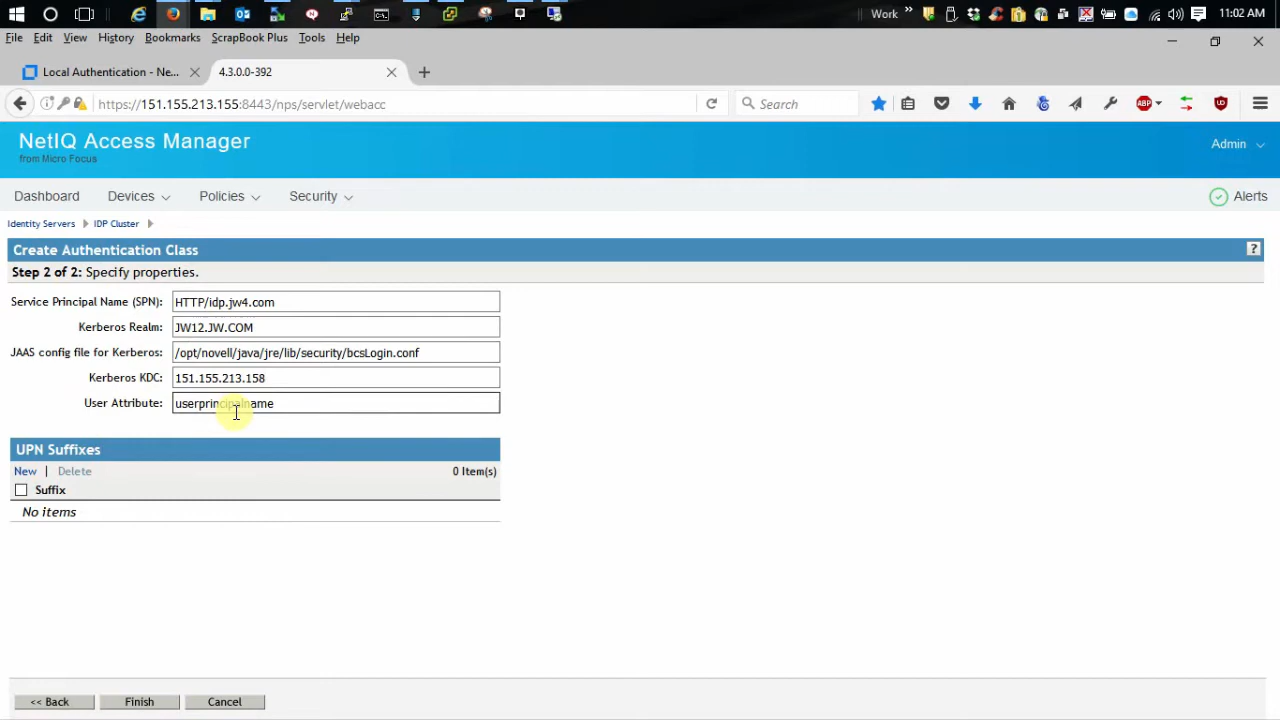 Work »
11:02 AM
File Edit View History Bookmarks ScrapBook Plus Tools Help
Local Authentication - Ne...
4.3.0.0-392
https://151.155.213.155:8443/nps/servlet/webacc
Search
ABP
NetIQ Access Manager
from Micro Focus
Admin
Dashboard Devices Policies Security
Alerts
Identity Servers IDP Cluster
Create Authentication Class
?
Step 2 of 2: Specify properties.
Service Principal Name (SPN): HTTP/idp.jw4.com
Kerberos Realm: JW12.JW.COM
JAAS config file for Kerberos: /opt/novell/java/jre/lib/security/bcsLogin.conf
Kerberos KDC: 151.155.213.158
User Attribute: userprincipalname
UPN Suffixes
New | Delete 0 Item(s)
Suffix
No items
<< Back Finish Cancel